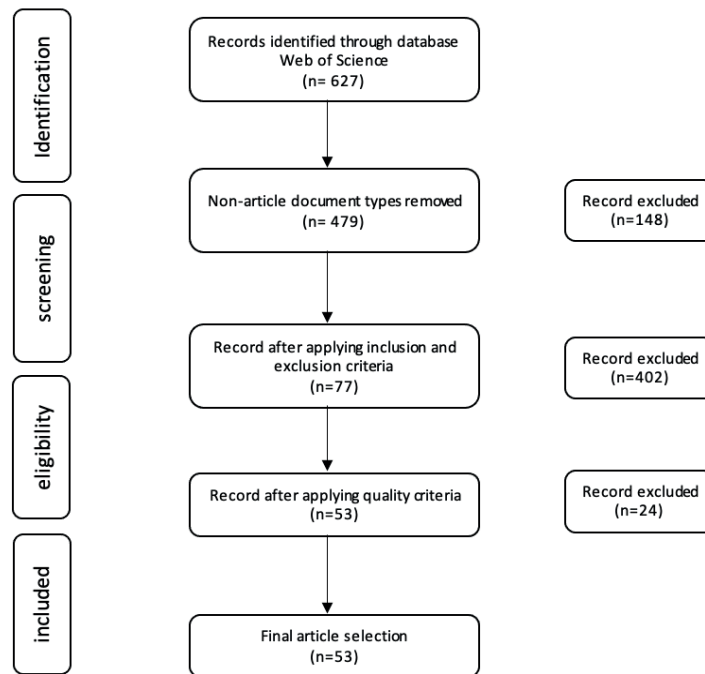 Identification
Records identified through database
Web of Science
(n= 627)
screening
Non-article document types removed
(n= 479)
Record excluded
(n=148)
Record after applying inclusion and
exclusion criteria
(n=77)
Record excluded
(n=402)
eligibility
Record after applying quality criteria
(n=53)
Record excluded
(n=24)
included
Final article selection
(n=53)